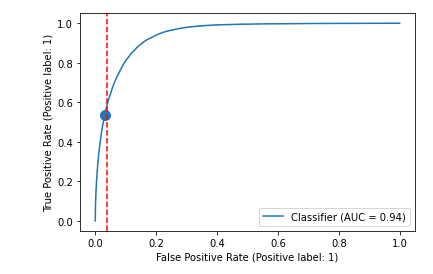 True Positive Rate (Positive label: 1)
1.0
0.8
0.6
0.4
0.2
0.0
0.0 0.2 0.4 0.6 0.8 1.0
False Positive Rate (Positive label: 1)
Classifier (AUC = 0.94)